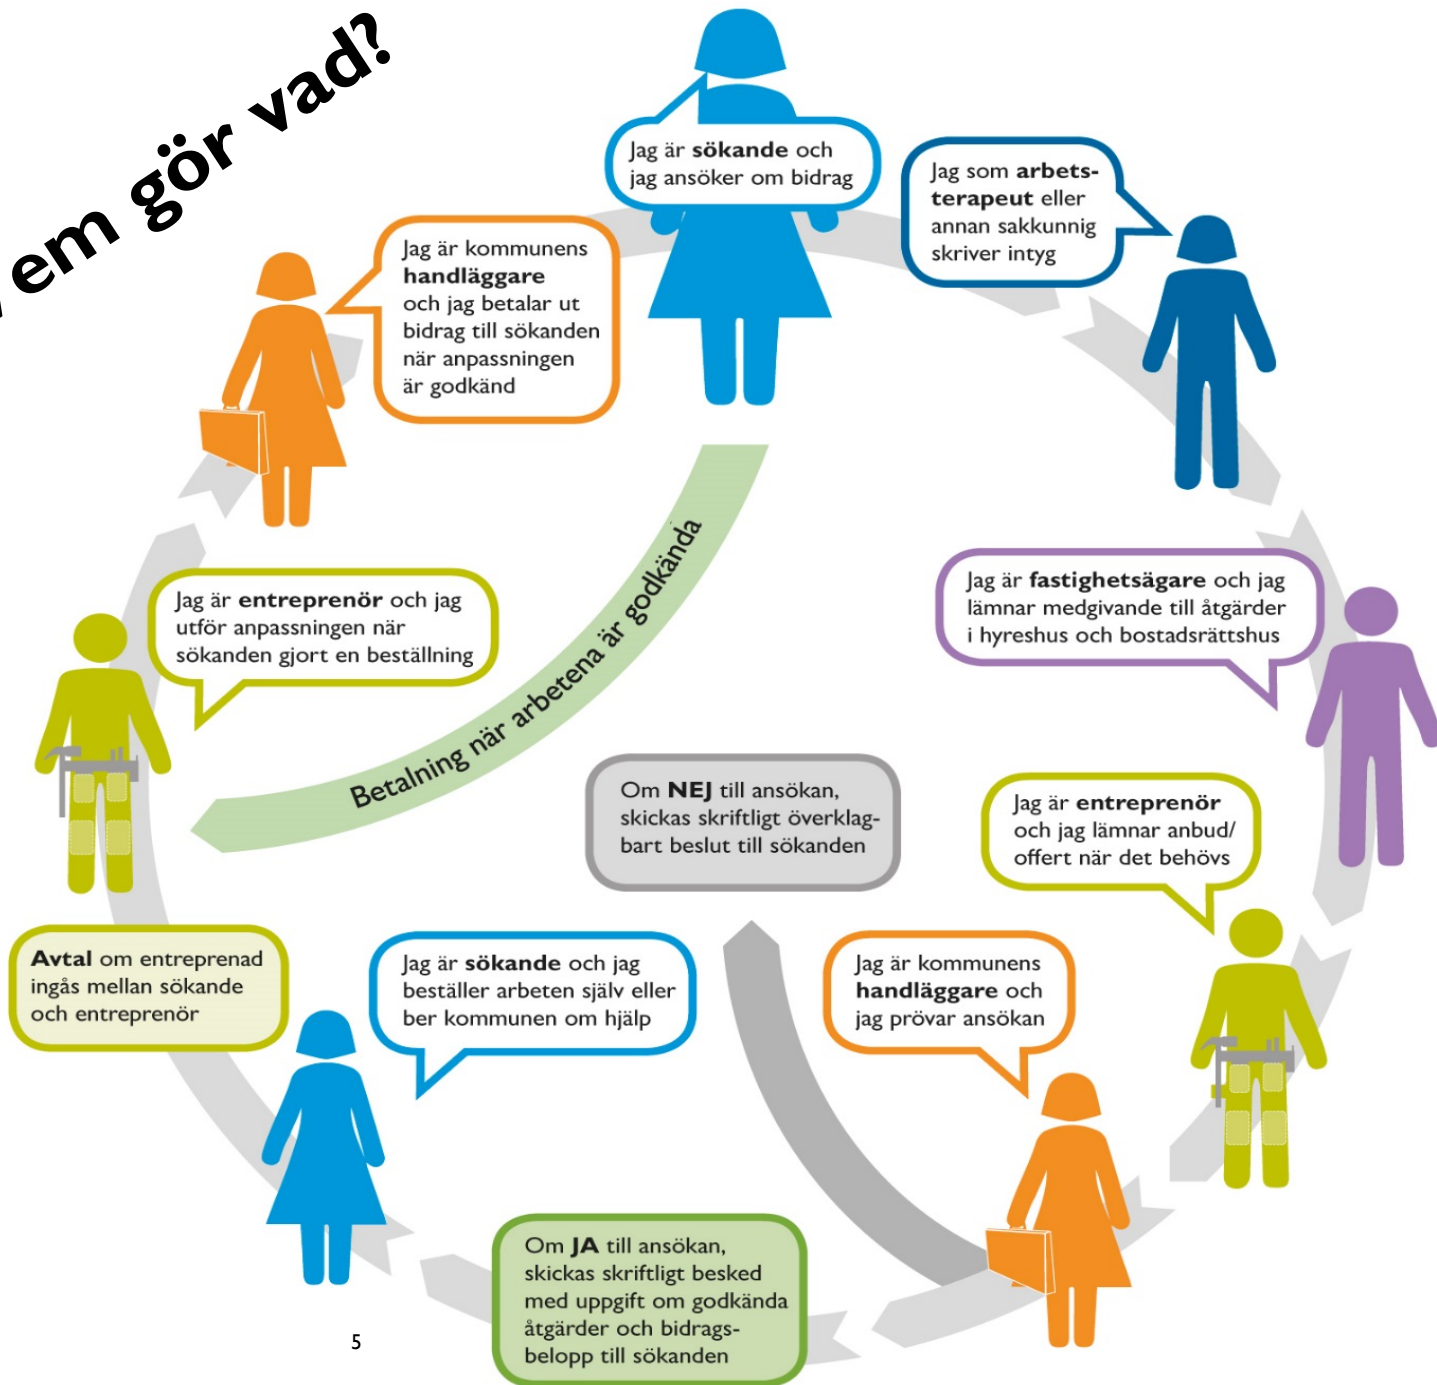 em gör vad?
Jag är sökande och
jag ansöker om bidrag
Jag som arbets-
terapeut eller
annan sakkunnig
skriver intyg
Jag är fastighetsägare och jag
lämnar medgivande till åtgärder
i hyreshus och bostadsrättshus
Jag är entreprenör
och jag lämnar anbud/
offert när det behövs
Jag är kommunens
handläggare och
jag prövar ansökan
Om NEJ till ansökan,
skickas skriftligt överklag-
bart beslut till sökanden
Om JA till ansökan,
skickas skriftligt besked
med uppgift om godkända
åtgärder och bidrags-
belopp till sökanden
Jag är sökande och jag
beställer arbeten själv eller
ber kommunen om hjälp
Avtal om entreprenad
ingås mellan sökande
och entreprenör
Jag är entreprenör och jag
utför anpassningen när
sökanden gjort en beställning
Betalning när arbetena är godkända
Jag är kommunens
handläggare
och jag betalar ut
bidrag till sökanden
när anpassningen
är godkänd
5